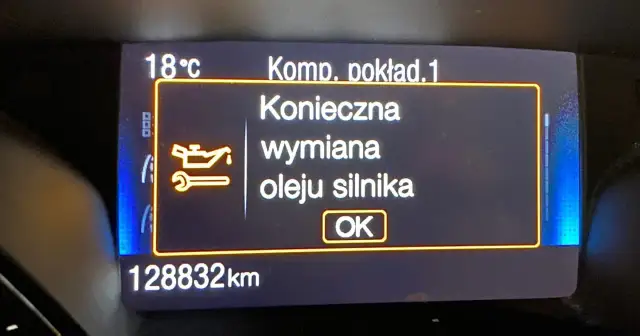 18°C Komp. pokład.1
Konieczna
wymiana
oleju silnika
OK
128832km